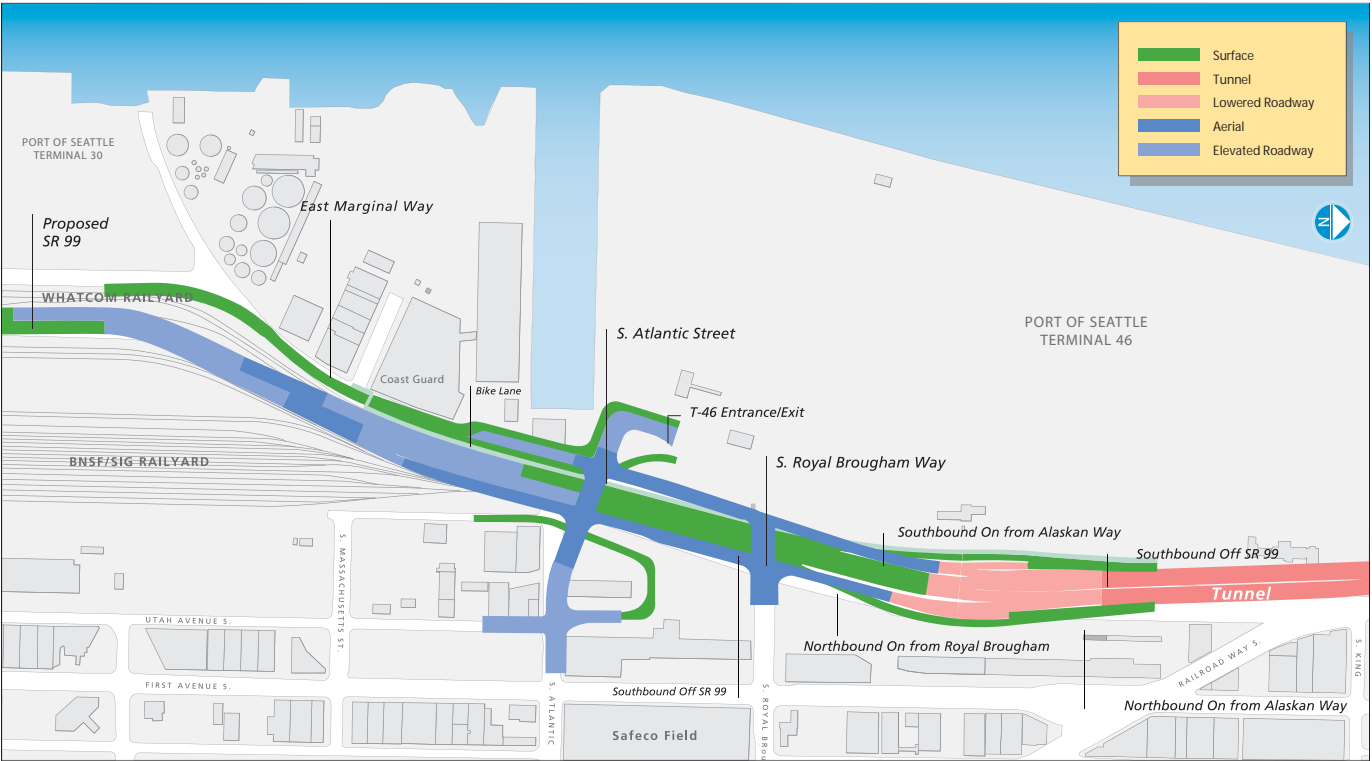 Surface
Tunnel
Lowered Roadway
Aerial
Elevated Roadway
N
PORT OF SEATTLE
TERMINAL 30
East Marginal Way
Proposed
SR 99
WHATCOM RAILYARD
S. Atlantic Street
PORT OF SEATTLE
TERMINAL 46
Coast Guard
Bike Lane
T-46 Entrance/Exit
BNSF/SIG RAILYARD
S. Royal Brougham Way
Southbound On from Alaskan Way
Southbound Off SR 99
Tunnel
S. MASSACHUSETTS ST.
UTAH AVENUE S.
Northbound On from Royal Brougham
RAILROAD WAY S.
S. KING
FIRST AVENUE S.
S. ATLANTIC
Southbound Off SR 99
S. ROYAL BROU
Northbound On from Alaskan Way
Safeco Field